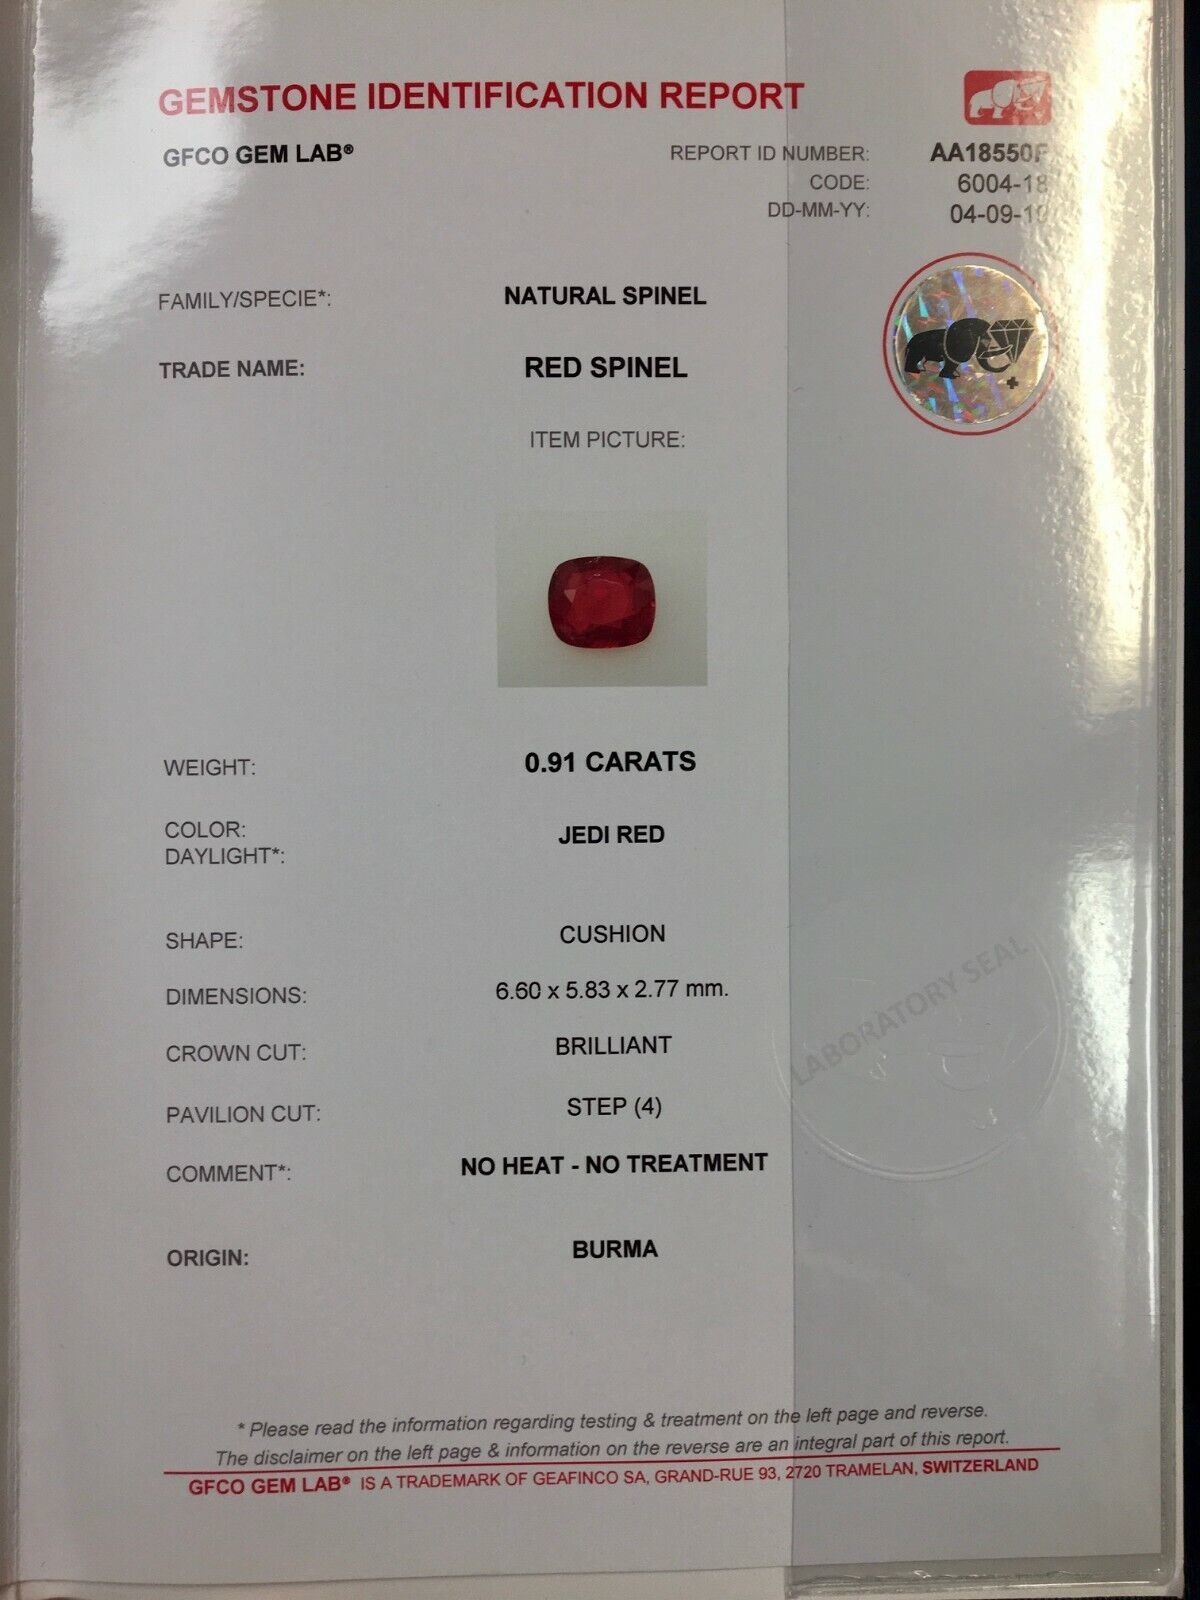 GEMSTONE IDENTIFICATION REPORT
GFCO GEM LAB®
REPORT ID NUMBER: AA18550F
CODE: 6004-18
DD-MM-YY: 04-09-
FAMILY/SPECIE*: NATURAL SPINEL
TRADE NAME: RED SPINEL
ITEM PICTURE:
WEIGHT: 0.91 CARATS
COLOR:
DAYLIGHT*: JEDI RED
SHAPE: CUSHION
DIMENSIONS: 6.60 x 5.83 x 2.77 mm.
CROWN CUT: BRILLIANT
PAVILION CUT: STEP (4)
COMMENT*: NO HEAT - NO TREATMENT
ORIGIN: BURMA
LABORATORY SEAL
* Please read the information regarding testing & treatment on the left page and reverse.
The disclaimer on the left page & information on the reverse are an integral part of this report.
GFCO GEM LAB® IS A TRADEMARK OF GEAFINCO SA, GRAND-RUE 93, 2720 TRAMELAN, SWITZERLAND